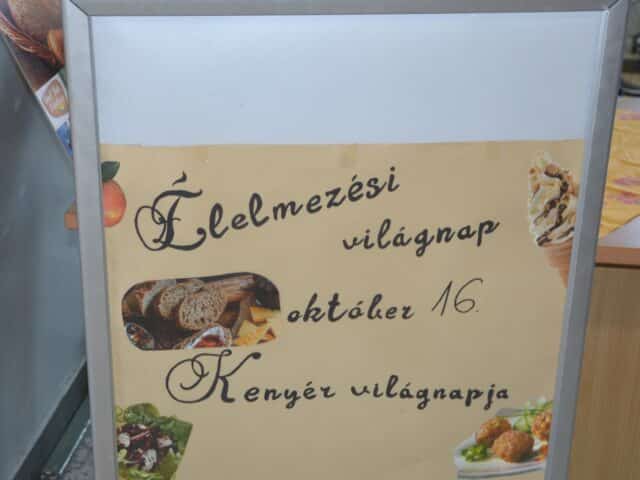 Élelmezési
világnap
október 16.
Kenyér világnapja